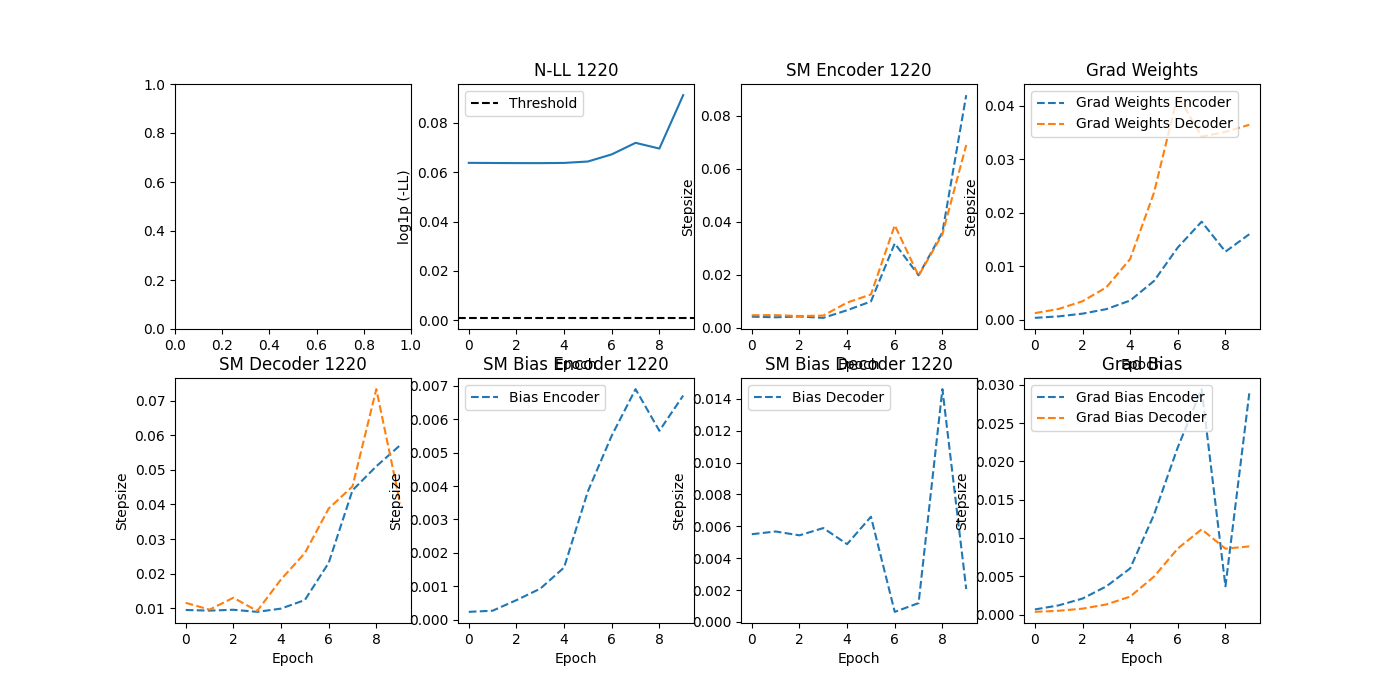 1.0
0.8
0.6
0.4
0.2
0.0
0.0 0.2 0.4 0.6 0.8 1.0
N-LL 1220
Threshold
log1p (-LL)
0.08
0.06
0.04
0.02
0.00
0 2 4 6 8
Epoch
SM Encoder 1220
Stepsize
0.08
0.06
0.04
0.02
0.00
0 2 4 6 8
Epoch
Grad Weights
Grad Weights Encoder
Grad Weights Decoder
Stepsize
0.04
0.03
0.02
0.01
0.00
0 2 4 6 8
Epoch
SM Decoder 1220
Stepsize
0.07
0.06
0.05
0.04
0.03
0.02
0.01
0 2 4 6 8
Epoch
SM Bias Encoder 1220
Bias Encoder
Stepsize
0.007
0.006
0.005
0.004
0.003
0.002
0.001
0.000
0 2 4 6 8
Epoch
SM Bias Decoder 1220
Bias Decoder
Stepsize
0.014
0.012
0.010
0.008
0.006
0.004
0.002
0.000
0 2 4 6 8
Epoch
Grad Bias
Grad Bias Encoder
Grad Bias Decoder
Stepsize
0.030
0.025
0.020
0.015
0.010
0.005
0.000
0 2 4 6 8
Epoch